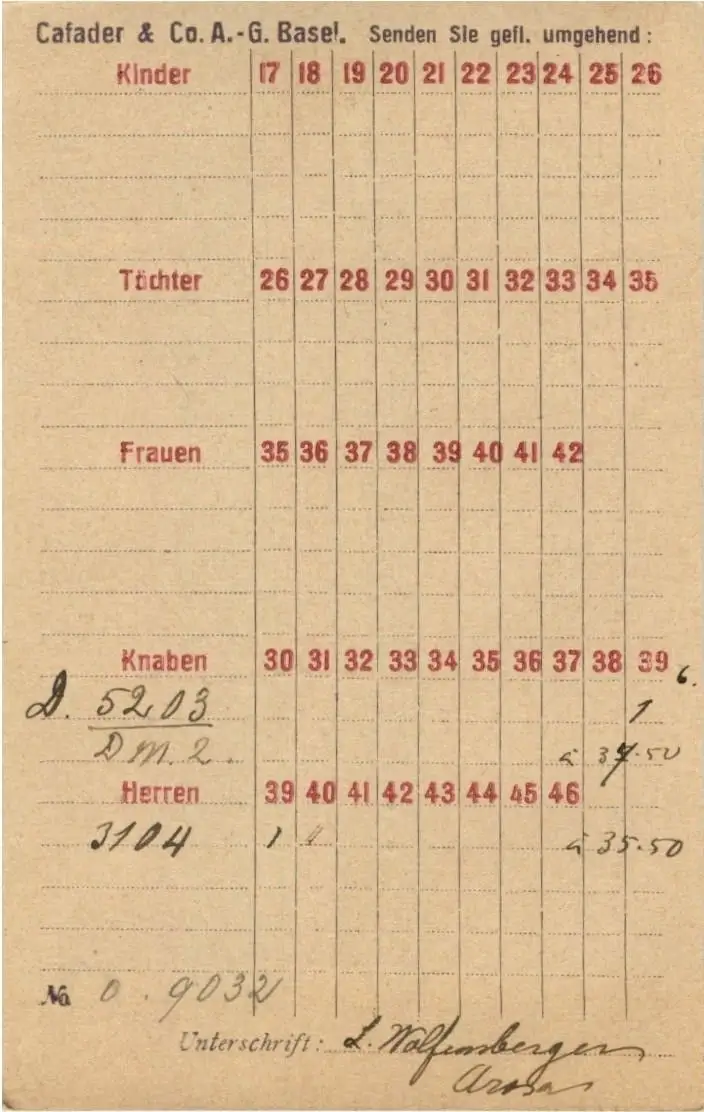 Cafader & Co. A.-G. Basel. Senden Sie gefl. umgehend:
Kinder 17 18 19 20 21 22 23 24 25 26
Töchter 26 27 28 29 30 31 32 33 34 35
Frauen 35 36 37 38 39 40 41 42
Knaben 30 31 32 33 34 35 36 37 38 39 6.
D. 5203 1
D M. 2. à 37.50
Herren 39 40 41 42 43 44 45 46
3104 1 à 35.50
No 0.9032
Unterschrift: L. Wolfensberger
Arosa